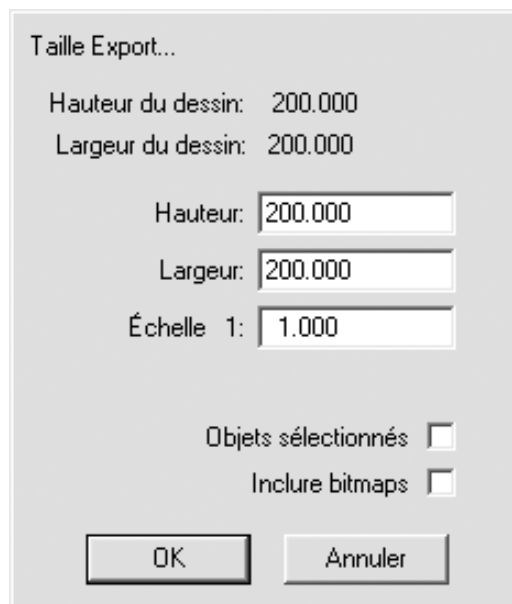 Taille Export...
Hauteur du dessin: 200.000
Largeur du dessin: 200.000
Hauteur: 200.000
Largeur: 200.000
Échelle 1: 1.000
Objets sélectionnés
Inclure bitmaps
OK Annuler